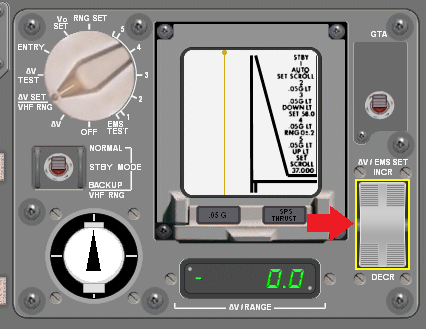 Vo
SET
RNG SET
5
4
3
2
1
EMS
TEST
OFF
ΔV
ΔV SET
VHF RNG
ΔV
TEST
ENTRY
NORMAL
STBY MODE
BACKUP
VHF RNG
STBY
1
AUTO
SET SCROLL
2
.05G LT
3
.05G LT
DOWN LT
SET 58.0
4
.05G LT
RNG 0±.2
5
.05G LT
UP LT
SET
SCROLL
37,000
.05 G
SPS
THRUST
- 0.0
ΔV/RANGE
GTA
ΔV / EMS SET
INCR
DECR